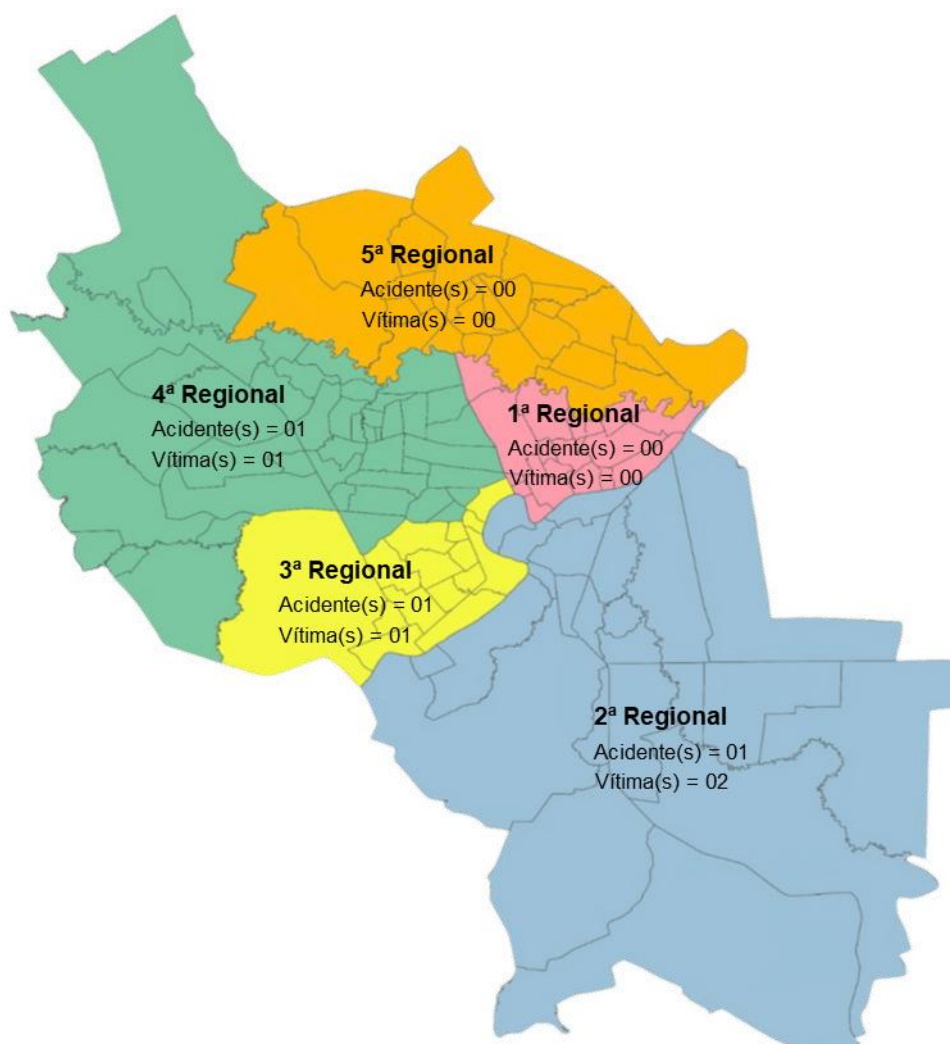 5ª Regional
Acidente(s) = 00
Vítima(s) = 00
4ª Regional
Acidente(s) = 01
Vítima(s) = 01
1ª Regional
Acidente(s) = 00
Vítima(s) = 00
3ª Regional
Acidente(s) = 01
Vítima(s) = 01
2ª Regional
Acidente(s) = 01
Vítima(s) = 02